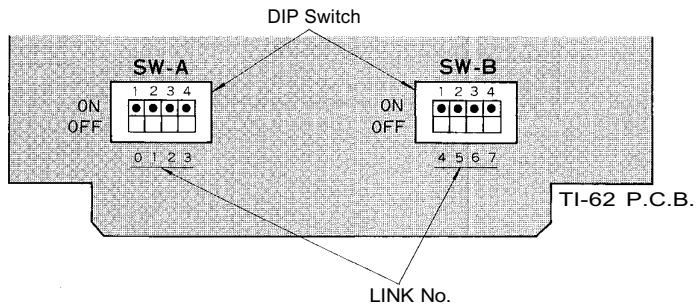 DIP Switch
SW-A
SW-B
1 2 3 4
1 2 3 4
ON
OFF
ON
OFF
0 1 2 3
4 5 6 7
TI-62 P.C.B.
LINK No.